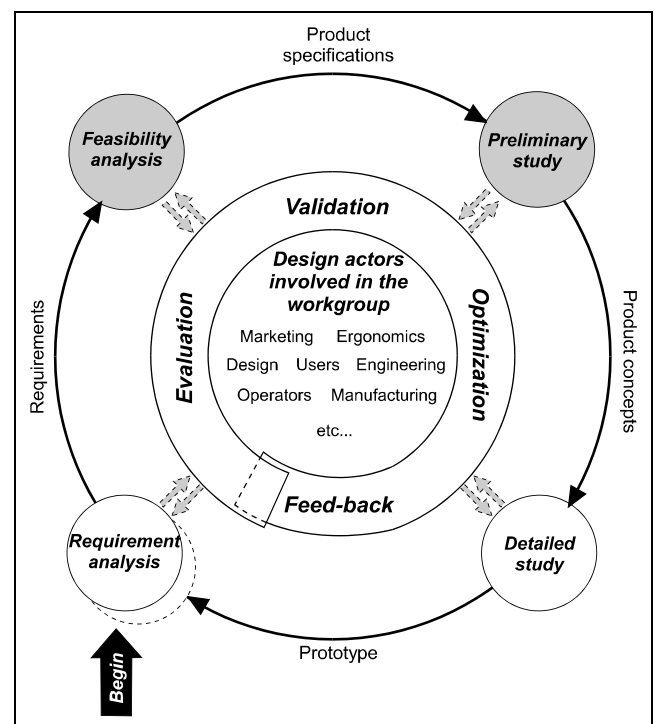 Product
specifications
Feasibility
analysis
Preliminary
study
Validation
Design actors
involved in the
workgroup
Marketing Ergonomics
Design Users Engineering
Operators Manufacturing
etc...
Evaluation
Optimization
Requirements
Product concepts
Feed-back
Requirement
analysis
Detailed
study
Prototype
Begin